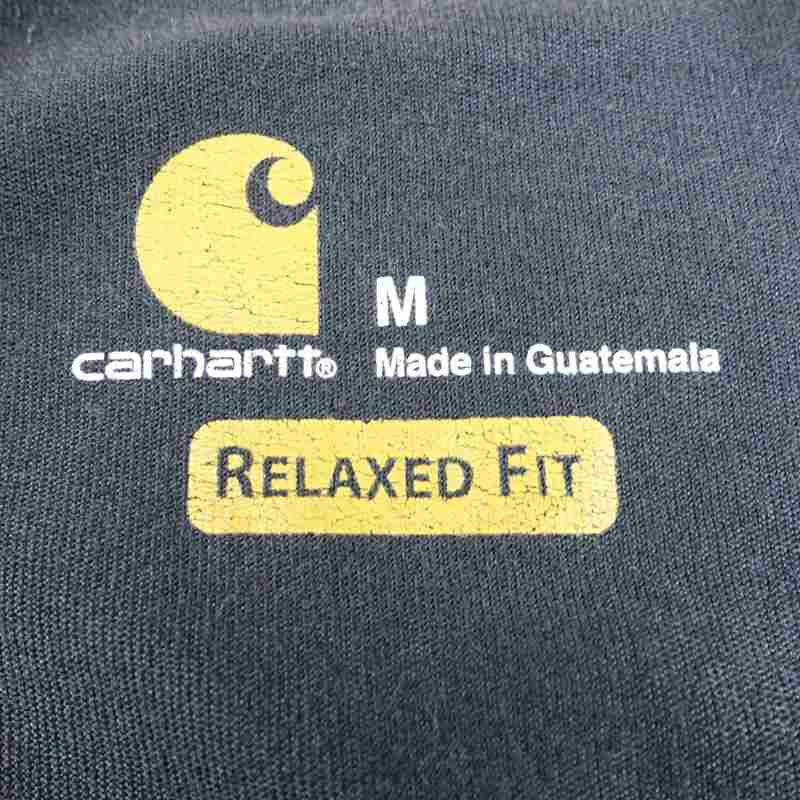 M
carhartt® Made in Guatemala
RELAXED FIT